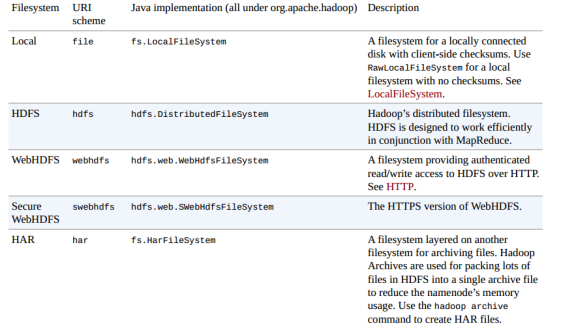 Filesystem URI scheme Java implementation (all under org.apache.hadoop) Description
Local file fs.LocalFileSystem A filesystem for a locally connected
disk with client-side checksums. Use
RawLocalFileSystem for a local
filesystem with no checksums. See
LocalFileSystem.
HDFS hdfs hdfs.DistributedFileSystem Hadoop’s distributed filesystem.
HDFS is designed to work efficiently
in conjunction with MapReduce.
WebHDFS webhdfs hdfs.web.WebHdfsFileSystem A filesystem providing authenticated
read/write access to HDFS over HTTP.
See HTTP.
Secure WebHDFS swebhdfs hdfs.web.SWebHdfsFileSystem The HTTPS version of WebHDFS.
HAR har fs.HarFileSystem A filesystem layered on another
filesystem for archiving files. Hadoop
Archives are used for packing lots of
files in HDFS into a single archive file
to reduce the namenode’s memory
usage. Use the hadoop archive
command to create HAR files.